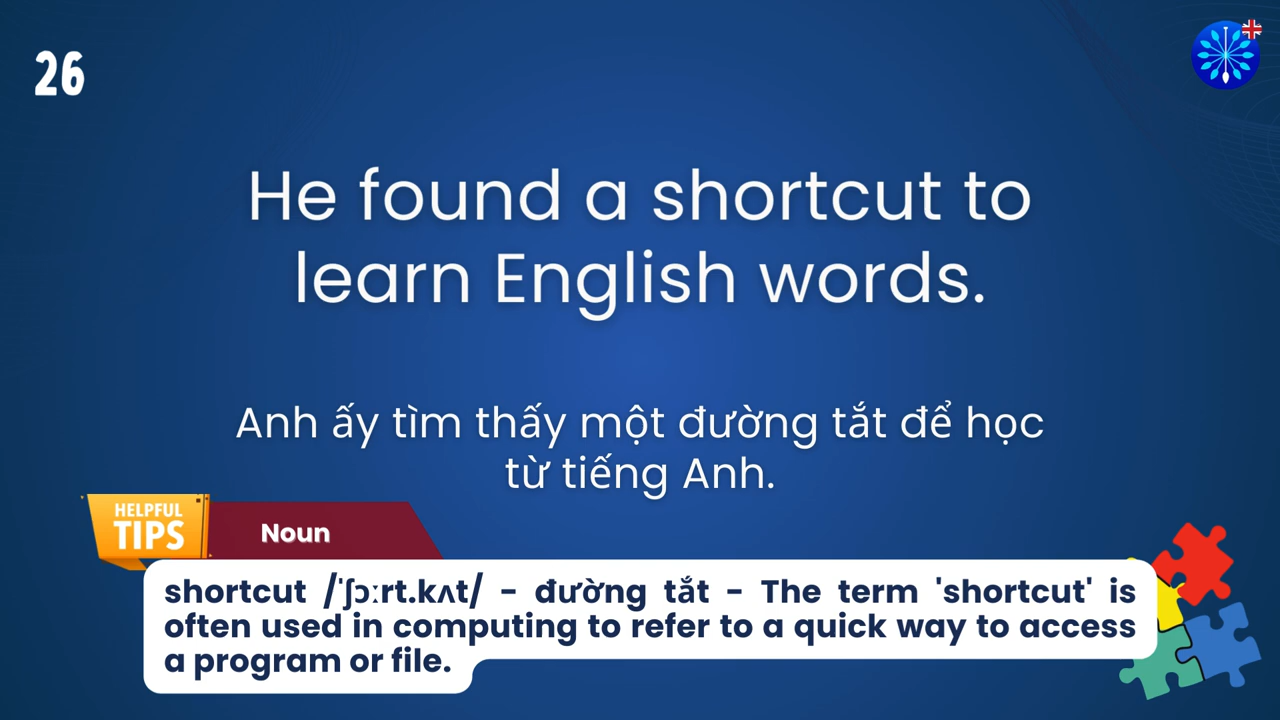 26
He found a shortcut to
learn English words.
Anh ấy tìm thấy một đường tắt để học
từ tiếng Anh.
HELPFUL
TIPS
Noun
shortcut /ˈʃɔːrt.kʌt/ - đường tắt - The term 'shortcut' is
often used in computing to refer to a quick way to access
a program or file.